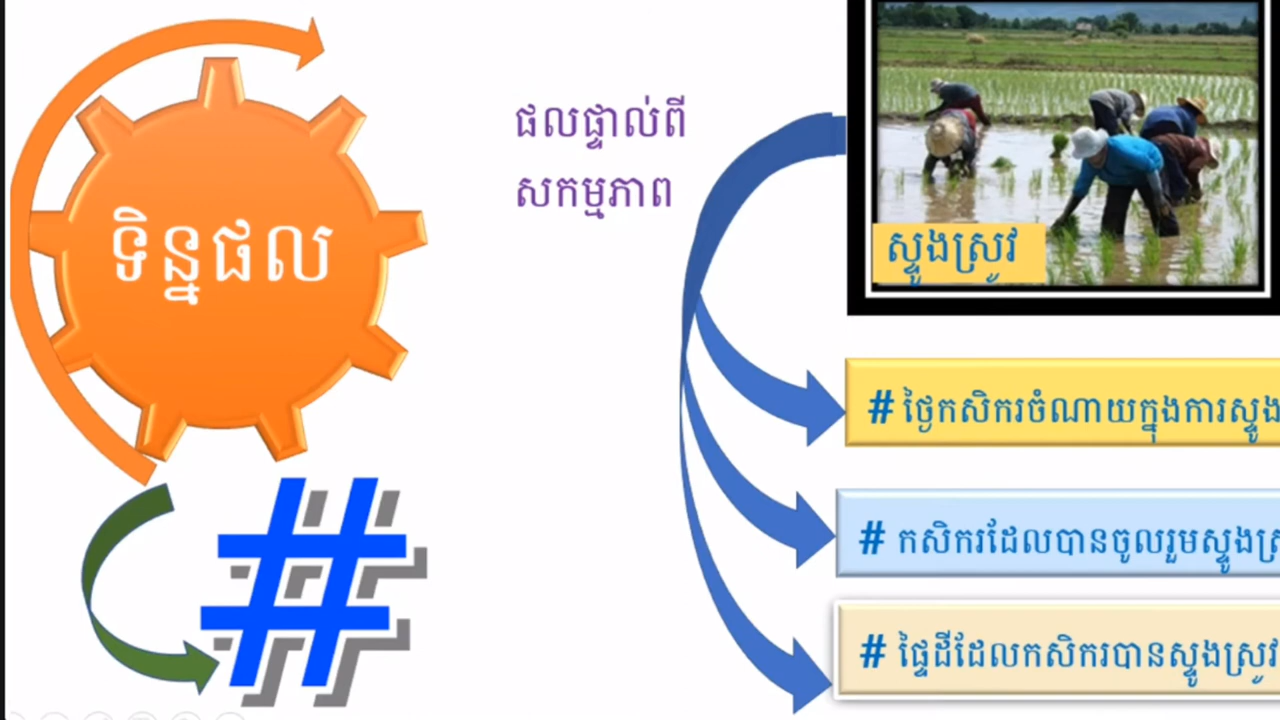 ទិន្នផល
#
ផលផ្ទាល់ពី
សកម្មភាព
ស្ទូងស្រូវ
# ថ្ងៃកសិករចំណាយក្នុងការស្ទូង
# កសិករដែលបានចូលរួមស្ទូងស្រ
# ផ្ទៃដីដែលកសិករបានស្ទូងស្រូវ